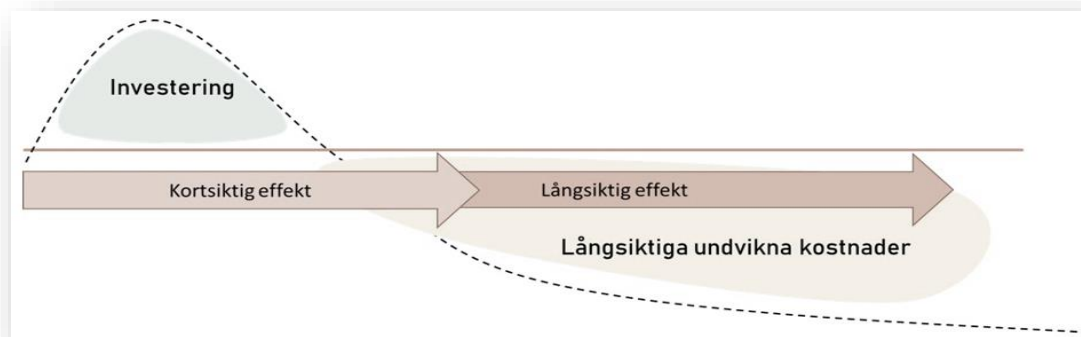 Investering
Kortsiktig effekt
Långsiktig effekt
Långsiktiga undvikna kostnader